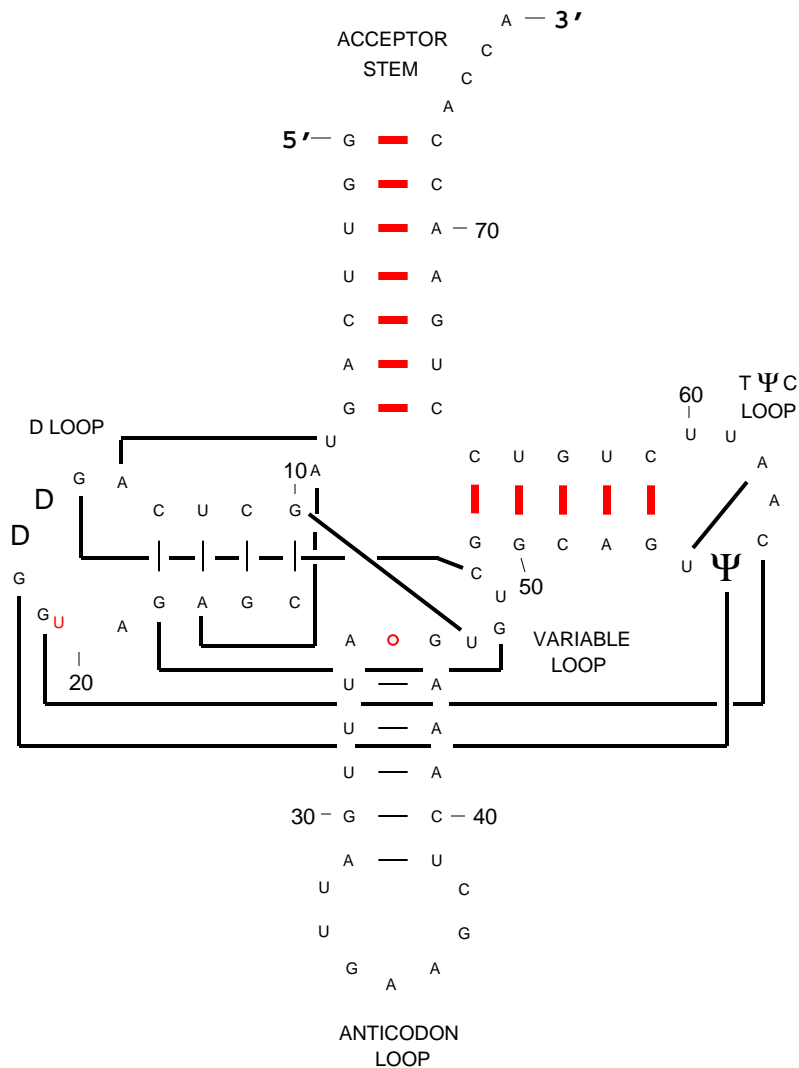 A — 3’
ACCEPTOR
STEM
C
C
A
5’— G C
G C
U A — 70
U A
C G
A U
G C
T Ψ C
LOOP
60
D LOOP
U
U U
A
G A
10
A
C U G U C
A
D
C U C G
D
G G C A G U Ψ C
50
G
C
U
G U
A
G A G C
20
A G U G
VARIABLE
LOOP
U A
U A
U A
30 — G C — 40
A U
U C
U G
G A
A
ANTICODON
LOOP